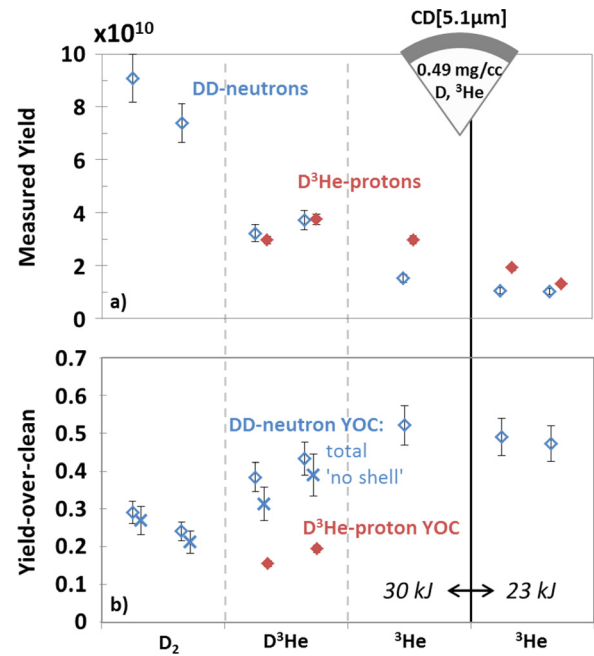 x10¹⁰
CD[5.1μm]
0.49 mg/cc
D, ³He
10
8
6
4
2
0
Measured Yield
DD-neutrons
D³He-protons
a)
0.7
0.6
0.5
0.4
0.3
0.2
0.1
0
Yield-over-clean
DD-neutron YOC:
total
'no shell'
D³He-proton YOC
30 kJ
23 kJ
b)
D₂
D³He
³He
³He